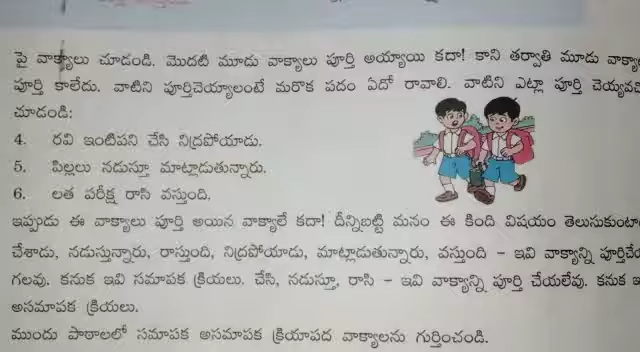 పై వాక్యాలు చూడండి. మొదటి మూడు వాక్యాలు పూర్తి అయ్యాయి కదా! కాని తర్వాతి మూడు
పూర్తి కాలేదు. వాటిని పూర్తిచెయ్యాలంటే మరొక పదం ఏదో రావాలి. వాటిని ఎట్లా పూర్తి
చూడండి:
4. రవి ఇంటిపని చేసి నిద్రపోయాడు.
5. పిల్లలు నడుస్తూ మాట్లాడుతున్నారు.
6. లత పరీక్ష రాసి వస్తుంది.
ఇప్పుడు ఈ వాక్యాలు పూర్తి అయిన వాక్యాలే కదా! దీన్నిబట్టి మనం ఈ కింది విషయం
చేశాడు, నడుస్తున్నారు, రాస్తుంది, నిద్రపోయాడు, మాట్లాడుతున్నారు, వస్తుంది – ఇవి వాక్యాన్ని
గలవు. కనుక ఇవి సమాపక క్రియలు. చేసి, నడుస్తూ, రాసి – ఇవి వాక్యాన్ని పూర్తి చేయలేవు. కనుక
అసమాపక క్రియలు.
ముందు పాఠాలలో సమాపక అసమాపక క్రియాపద వాక్యాలను గుర్తించండి.